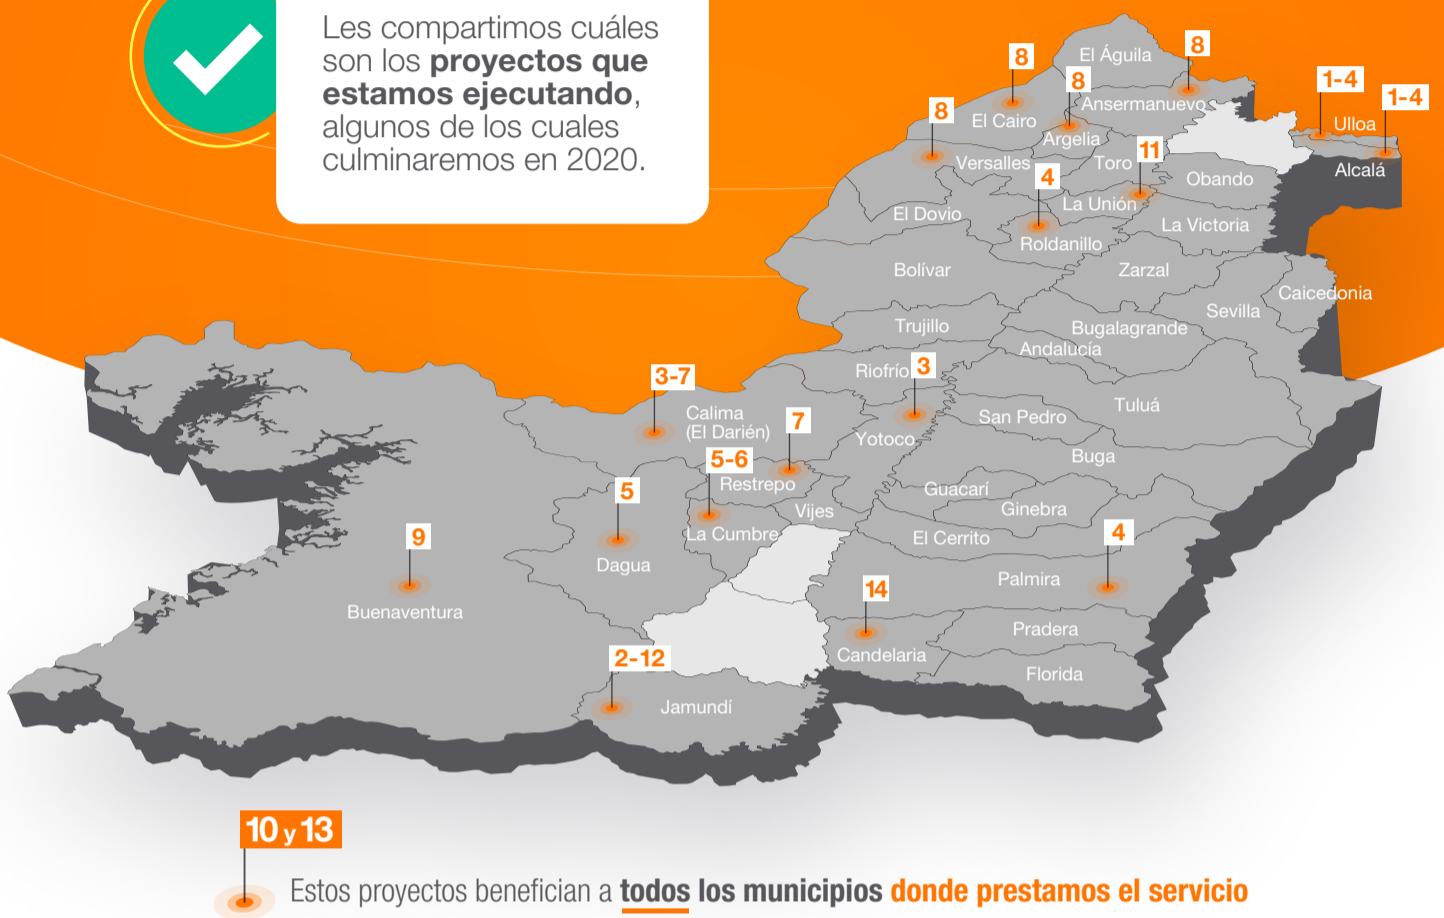 Les compartimos cuáles
son los proyectos que
estamos ejecutando,
algunos de los cuales
culminaremos en 2020.
8
8
El Águila
8
8
1-4
1-4
Ansermanuevo
El Cairo
Argelia
Ulloa
Versalles
Toro
11
Alcalá
4
Obando
La Unión
El Dovio
Roldanillo
La Victoria
Bolívar
Zarzal
Caicedonia
Sevilla
Trujillo
Bugalagrande
Andalucía
Riofrío
3
3-7
Calima
(El Darién)
7
Yotoco
San Pedro
Tuluá
Buga
5-6
Restrepo
5
Guacarí
Vijes
Ginebra
La Cumbre
El Cerrito
9
4
Dagua
Palmira
14
Buenaventura
Pradera
Candelaria
2-12
Florida
Jamundí
10 y 13
Estos proyectos benefician a todos los municipios donde prestamos el servicio